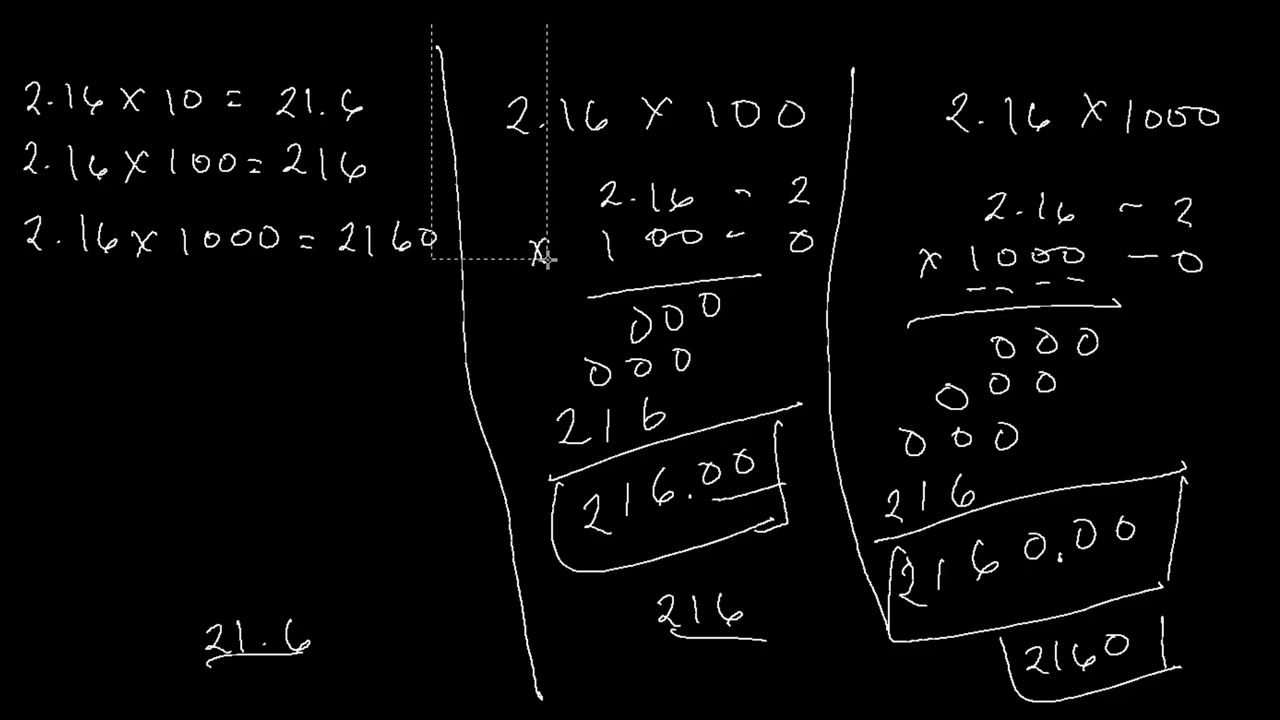 2.16 X 10 = 21.6
2.16 X 100 = 216
2.16 X 1000 = 2160
21.6
2.16 X 100
2.16 - 2
X 100 - 0
000
000
216
216.00
216
2.16 X 1000
2.16 - 2
X 1000 - 0
000
000
000
216
2160.00
2160